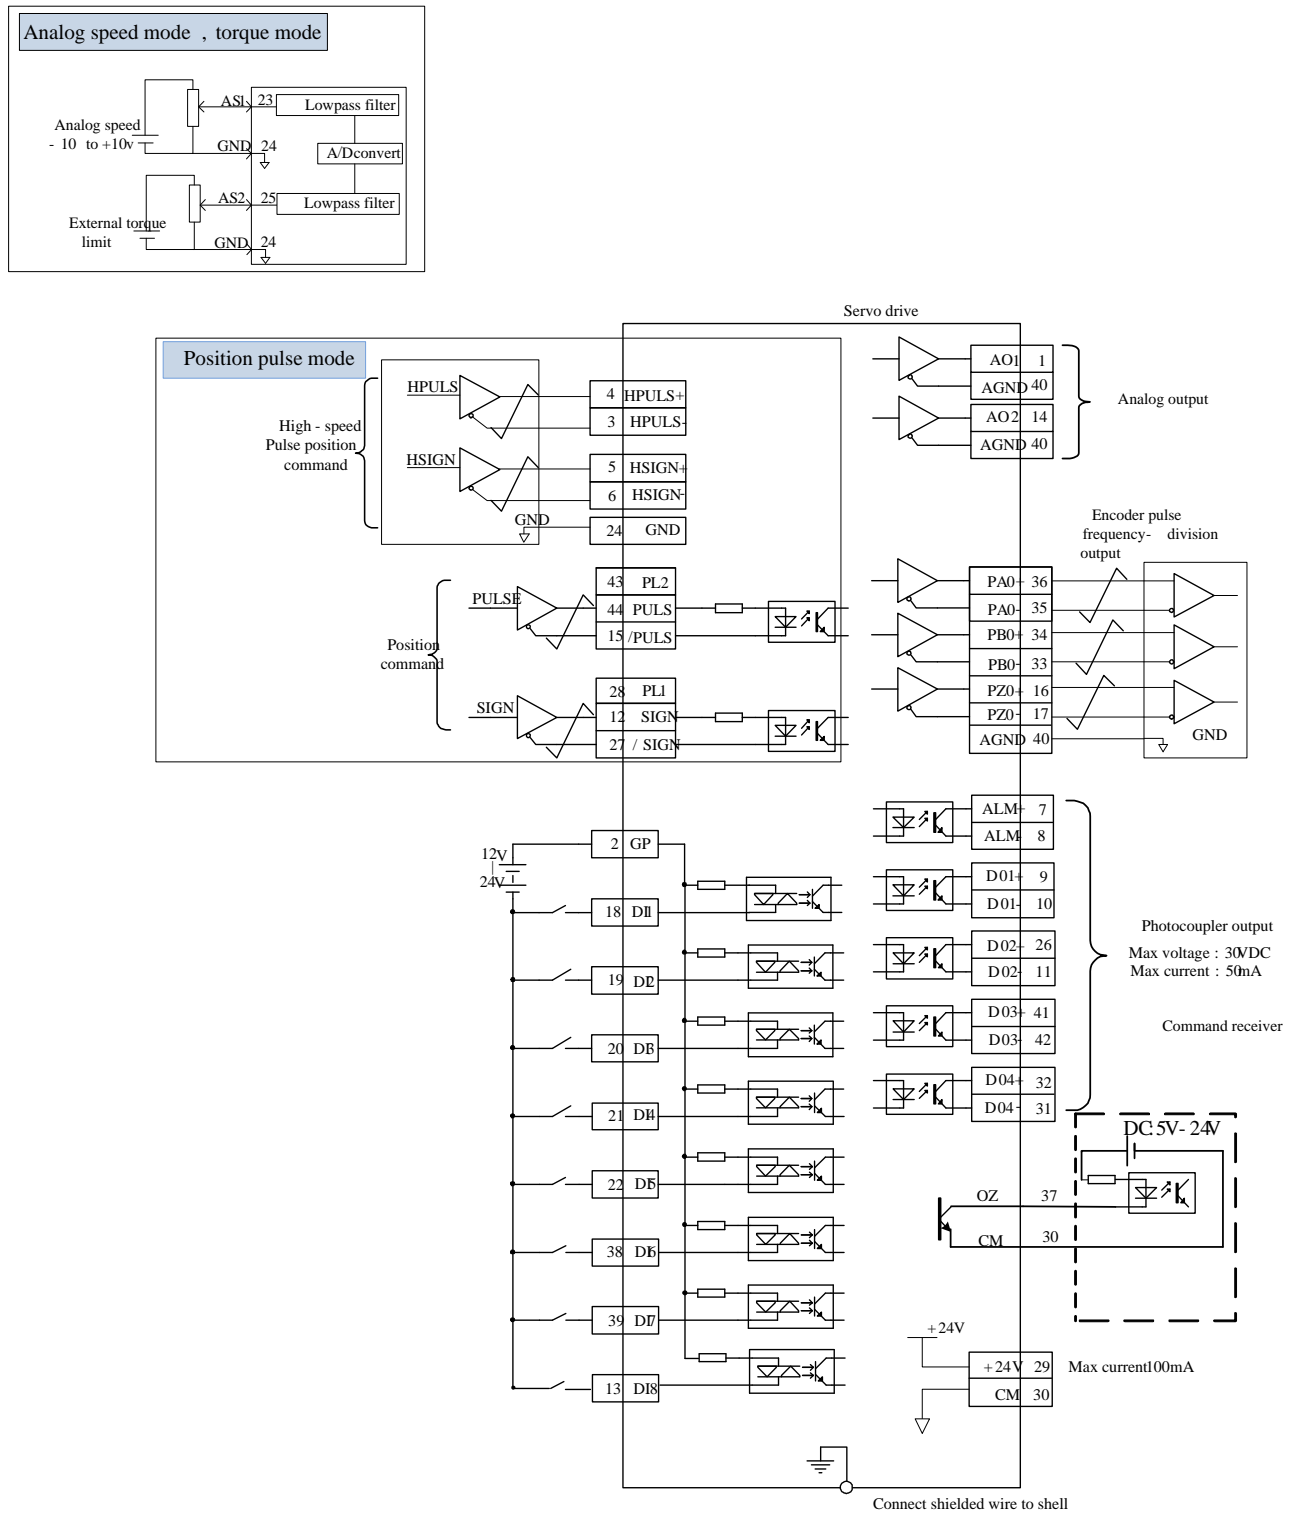 Analog speed mode , torque mode
AS1 23 Lowpass filter
Analog speed
- 10 to +10v
GND 24
A/Dconvert
AS2 25 Lowpass filter
External torque
limit
GND 24
Servo drive
Position pulse mode
HPULS
4 HPULS+
3 HPULS-
High - speed
Pulse position
command
HSIGN
5 HSIGN+
6 HSIGN-
GND
24 GND
43 PL2
PULSE
44 PULS
15 /PULS
Position
command
28 PL1
SIGN
12 SIGN
27 / SIGN
AO1 1
AGND 40
AO2 14
AGND 40
Analog output
Encoder pulse
frequency- division
output
PA0+ 36
PA0- 35
PB0+ 34
PB0- 33
PZ0+ 16
PZ0- 17
AGND 40
GND
ALM+ 7
ALM- 8
D01+ 9
D01- 10
D02+ 26
D02- 11
D03+ 41
D03- 42
D04+ 32
D04- 31
Photocoupler output
Max voltage : 30VDC
Max current : 50mA
Command receiver
12V
24V
2 GP
18 DI1
19 DI2
20 DI3
21 DI4
22 DI5
38 DI6
39 DI7
13 DI8
DC:5V- 24V
OZ 37
CM 30
+24V
+24V 29
CM 30
Max current100mA
Connect shielded wire to shell